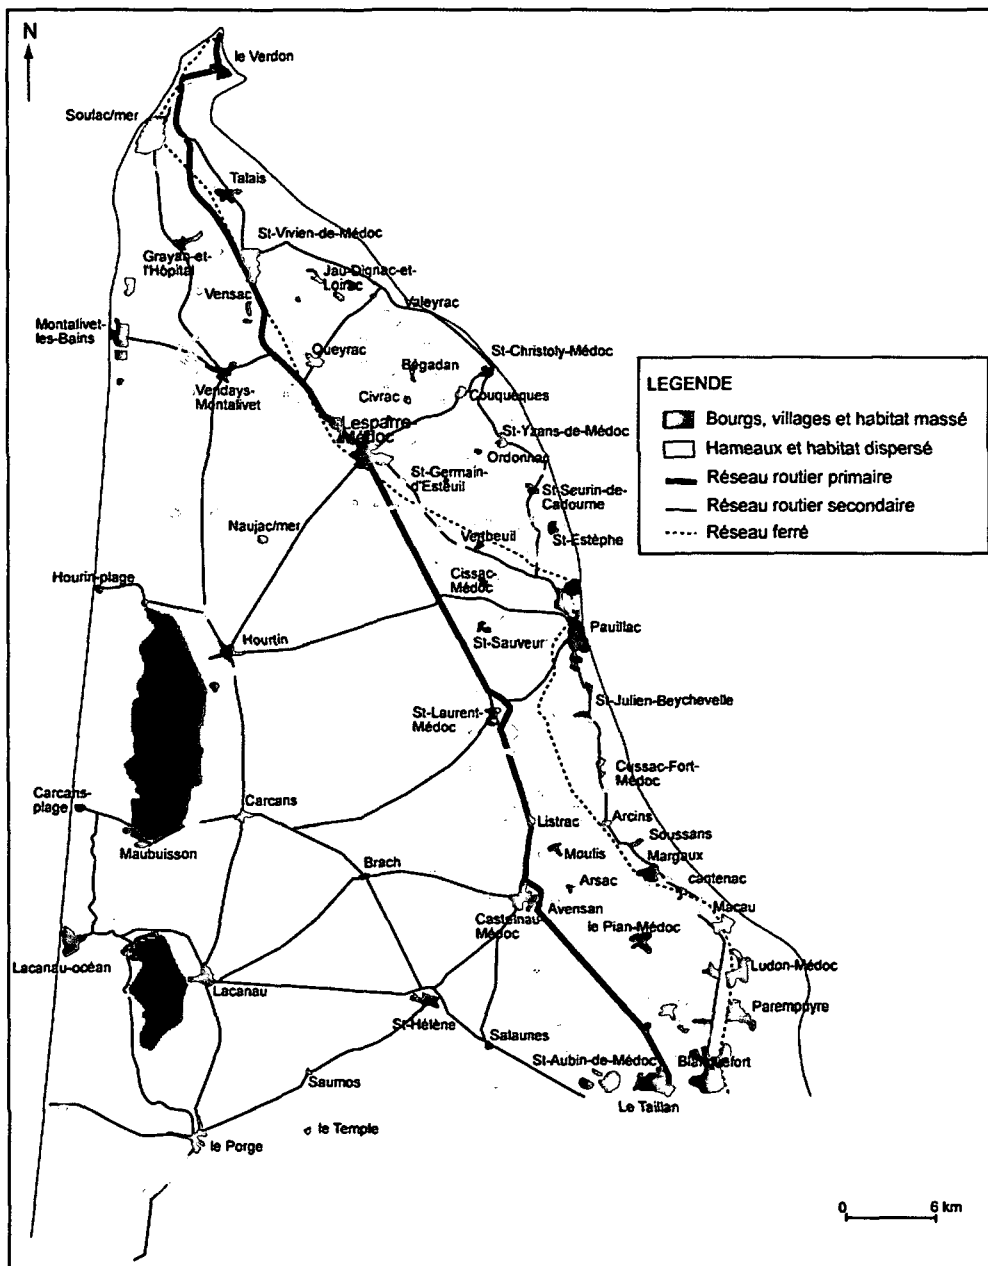 N
le Verdon
Soulac/mer
Talais
St-Vivien-de-Médoc
Grayan-et-
l'Hôpital
Jau-Dignac-et-
Loirac
Vensac
Valeyrac
Montalivet-
les-Bains
Queyrac
St-Christoly-Médoc
Bégadan
Vendays-
Montalivet
Civrac
Couquèques
Lesparre-
Médoc
St-Yzans-de-Médoc
Ordonnac
St-Germain-
d'Esteuil
St-Seurin-de-
Cadourne
Naujac/mer
Vertheuil
St-Estèphe
Hourin-plage
Cissac-
Médoc
Hourtin
St-Sauveur
Pauillac
St-Laurent-
Médoc
St-Julien-Beychevelle
Cussac-Fort-
Médoc
Carcans-
plage
Carcans
Listrac
Arcins
Soussans
Maubuisson
Moulis
Margaux
Brach
Arsac
cantenac
Castelnau-
Médoc
Avensan
Macau
le Pian-Médoc
Lacanau-océan
Lacanau
Ludon-Médoc
St-Hélène
Parempuyre
Salaunes
St-Aubin-de-Médoc
Blanquefort
Saumos
Le Taillan
le Porge
le Temple
LEGENDE
Bourgs, villages et habitat massé
Hameaux et habitat dispersé
Réseau routier primaire
Réseau routier secondaire
Réseau ferré
0 6 km